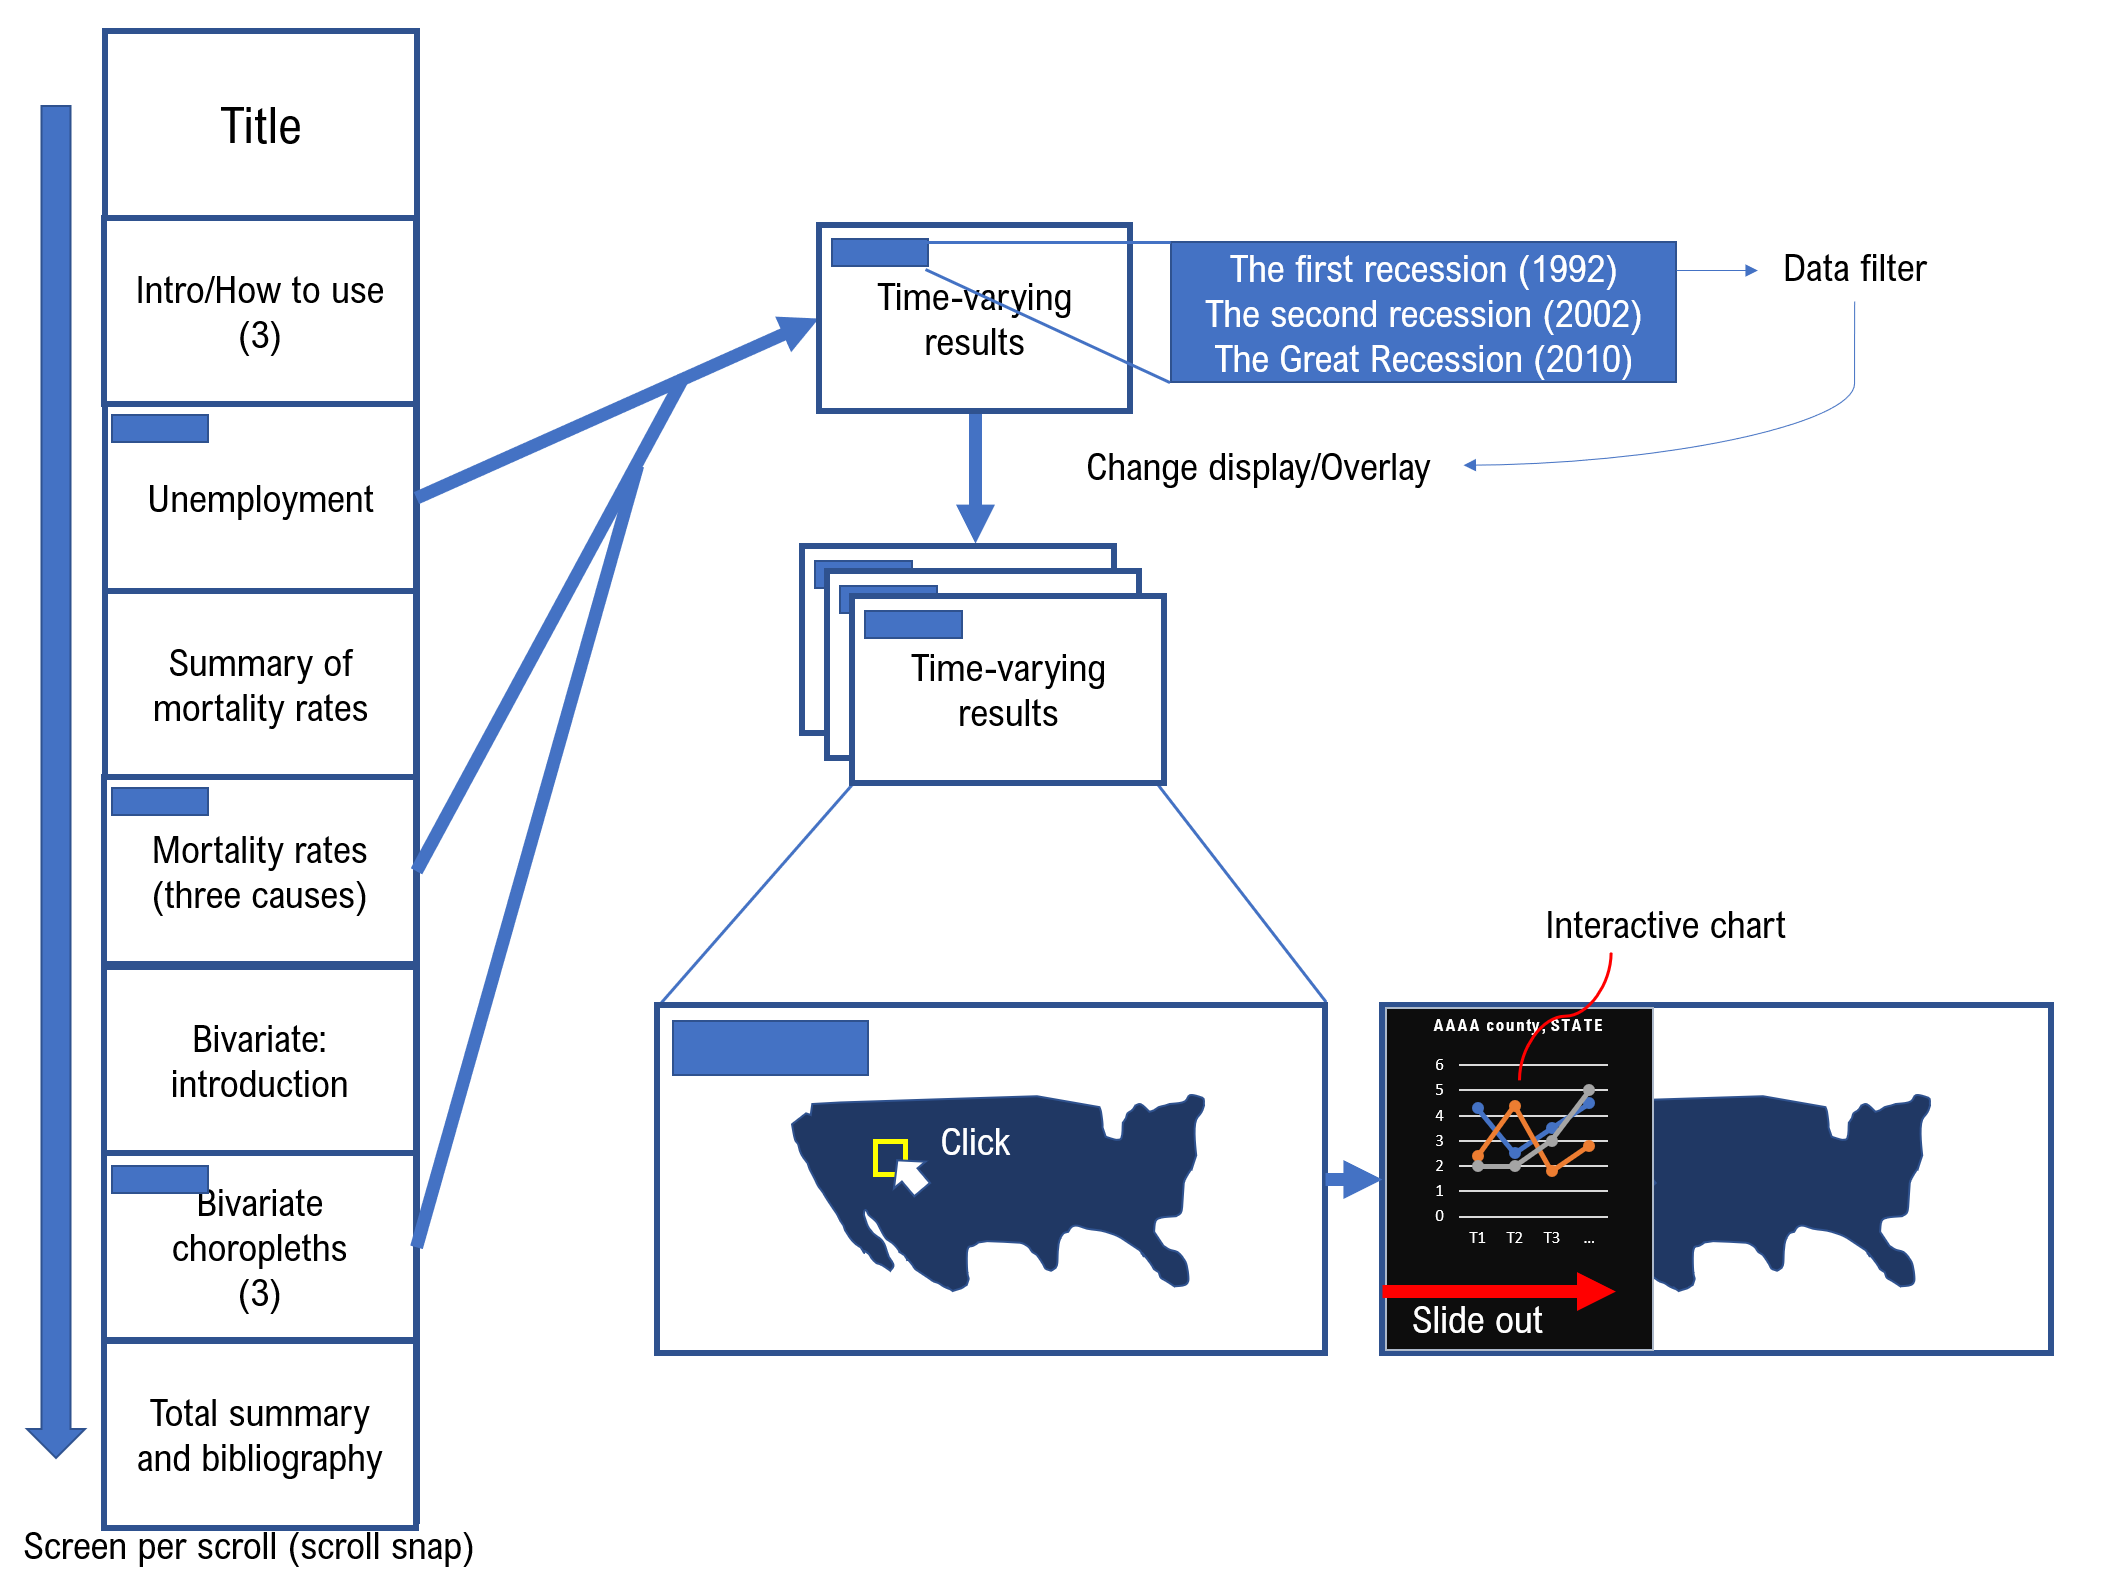 Title
Intro/How to use
(3)
Unemployment
Summary of
mortality rates
Mortality rates
(three causes)
Bivariate:
introduction
Bivariate
choropleths
(3)
Total summary
and bibliography
Screen per scroll (scroll snap)
Time-varying
results
The first recession (1992)
The second recession (2002)
The Great Recession (2010)
Data filter
Change display/Overlay
Time-varying
results
Click
Interactive chart
AAAA county, STATE
6
5
4
3
2
1
0
T1 T2 T3 ...
Slide out